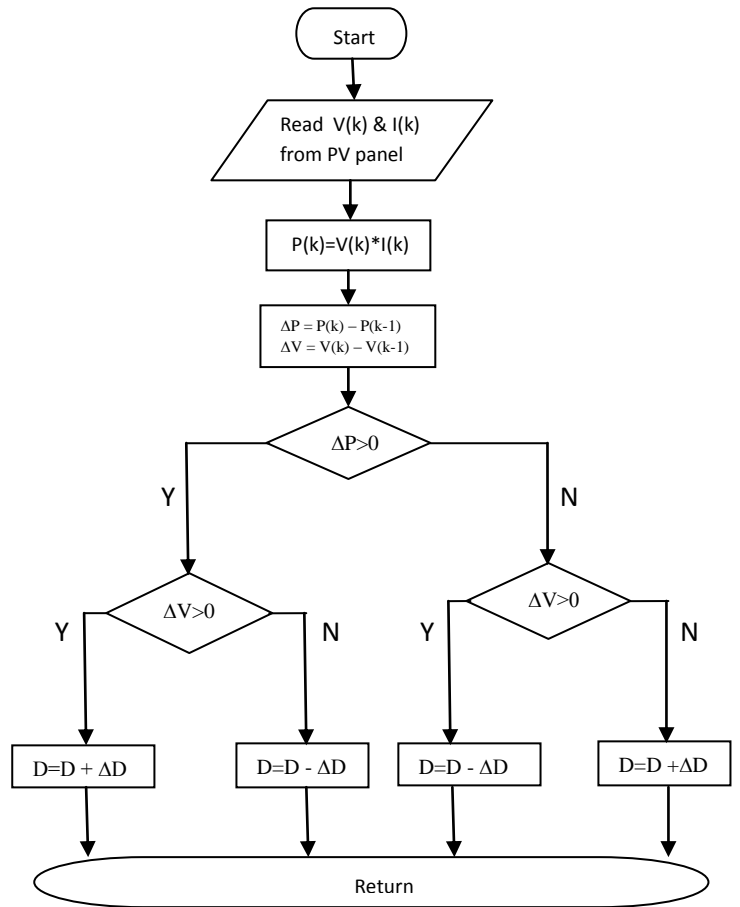 Start
Read V(k) & I(k)
from PV panel
P(k)=V(k)*I(k)
ΔP = P(k) – P(k-1)
ΔV = V(k) – V(k-1)
ΔP>0
Y
N
ΔV>0
ΔV>0
Y
N
Y
N
D=D + ΔD
D=D - ΔD
D=D - ΔD
D=D +ΔD
Return